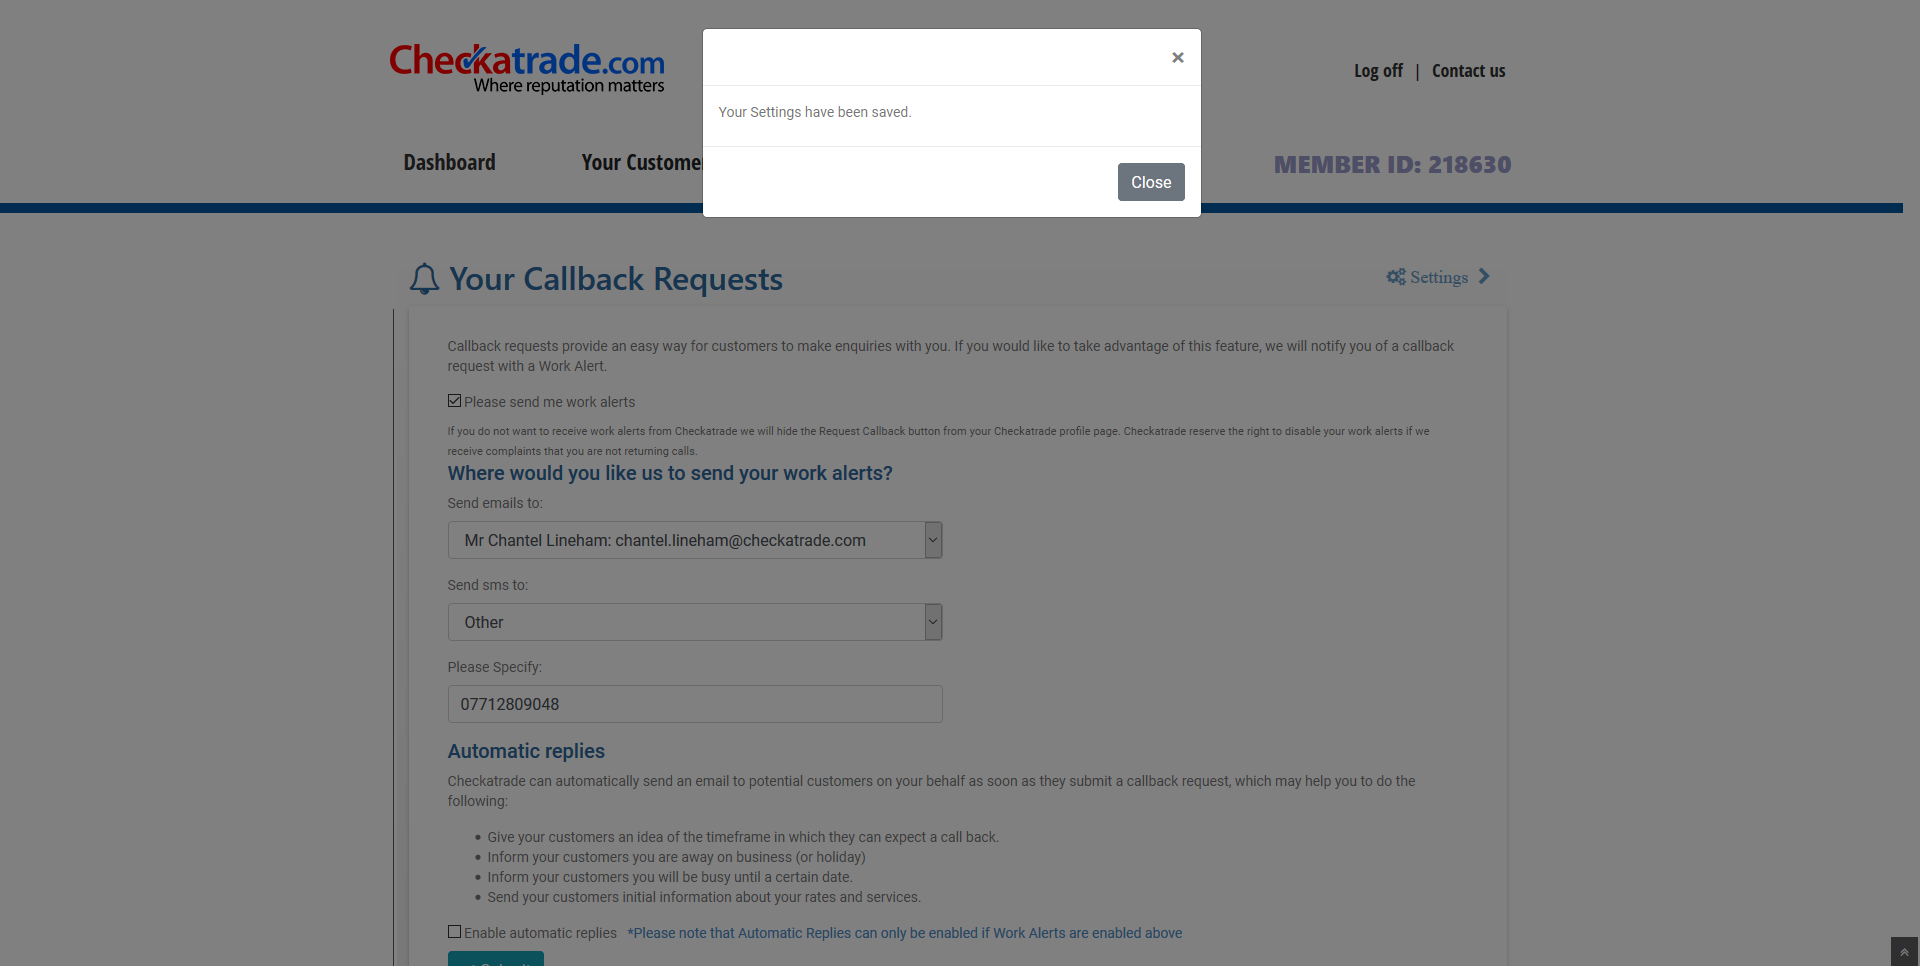 Checkatrade.com
Where reputation matters
×
Your Settings have been saved.
Close
Log off | Contact us
Dashboard
Your Custome
MEMBER ID: 218630
Your Callback Requests
Settings
Callback requests provide an easy way for customers to make enquiries with you. If you would like to take advantage of this feature, we will notify you of a callback
request with a Work Alert.
Please send me work alerts
If you do not want to receive work alerts from Checkatrade we will hide the Request Callback button from your Checkatrade profile page. Checkatrade reserve the right to disable your work alerts if we
receive complaints that you are not returning calls.
Where would you like us to send your work alerts?
Send emails to:
Mr Chantel Lineham: chantel.lineham@checkatrade.com
Send sms to:
Other
Please Specify:
07712809048
Automatic replies
Checkatrade can automatically send an email to potential customers on your behalf as soon as they submit a callback request, which may help you to do the
following:
• Give your customers an idea of the timeframe in which they can expect a call back.
• Inform your customers you are away on business (or holiday)
• Inform your customers you will be busy until a certain date.
• Send your customers initial information about your rates and services.
Enable automatic replies *Please note that Automatic Replies can only be enabled if Work Alerts are enabled above